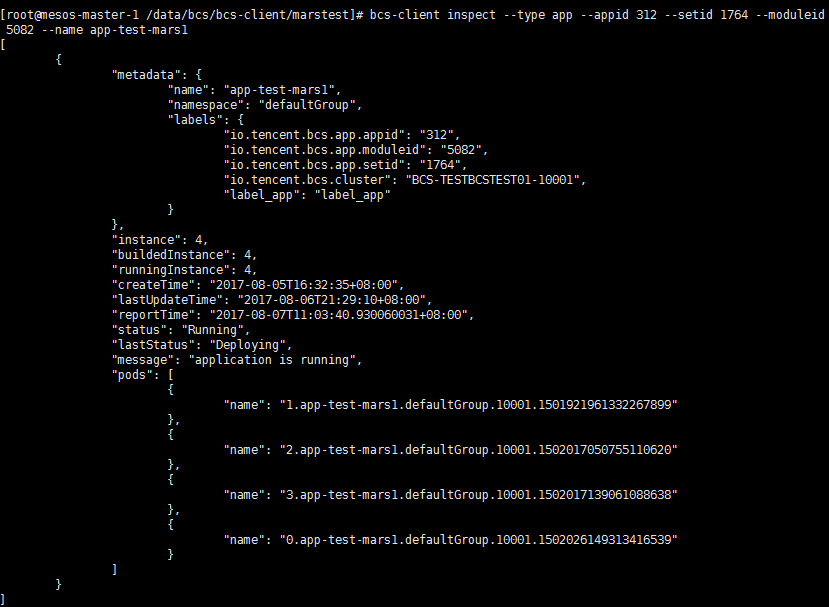 [root@mesos-master-1 /data/bcs/bcs-client/marstest]# bcs-client inspect --type app --appid 312 --setid 1764 --moduleid
 5082 --name app-test-mars1
[
        {
                "metadata": {
                        "name": "app-test-mars1",
                        "namespace": "defaultGroup",
                        "labels": {
                                "io.tencent.bcs.app.appid": "312",
                                "io.tencent.bcs.app.moduleid": "5082",
                                "io.tencent.bcs.app.setid": "1764",
                                "io.tencent.bcs.cluster": "BCS-TESTBCSTEST01-10001",
                                "label_app": "label_app"
                        }
                },
                "instance": 4,
                "buildedInstance": 4,
                "runningInstance": 4,
                "createTime": "2017-08-05T16:32:35+08:00",
                "lastUpdateTime": "2017-08-06T21:29:10+08:00",
                "reportTime": "2017-08-07T11:03:40.930060031+08:00",
                "status": "Running",
                "lastStatus": "Deploying",
                "message": "application is running",
                "pods": [
                        {
                                "name": "1.app-test-mars1.defaultGroup.10001.1501921961332267899"
                        },
                        {
                                "name": "2.app-test-mars1.defaultGroup.10001.1502017050755110620"
                        },
                        {
                                "name": "3.app-test-mars1.defaultGroup.10001.1502017139061088638"
                        },
                        {
                                "name": "0.app-test-mars1.defaultGroup.10001.1502026149313416539"
                        }
                ]
        }
]